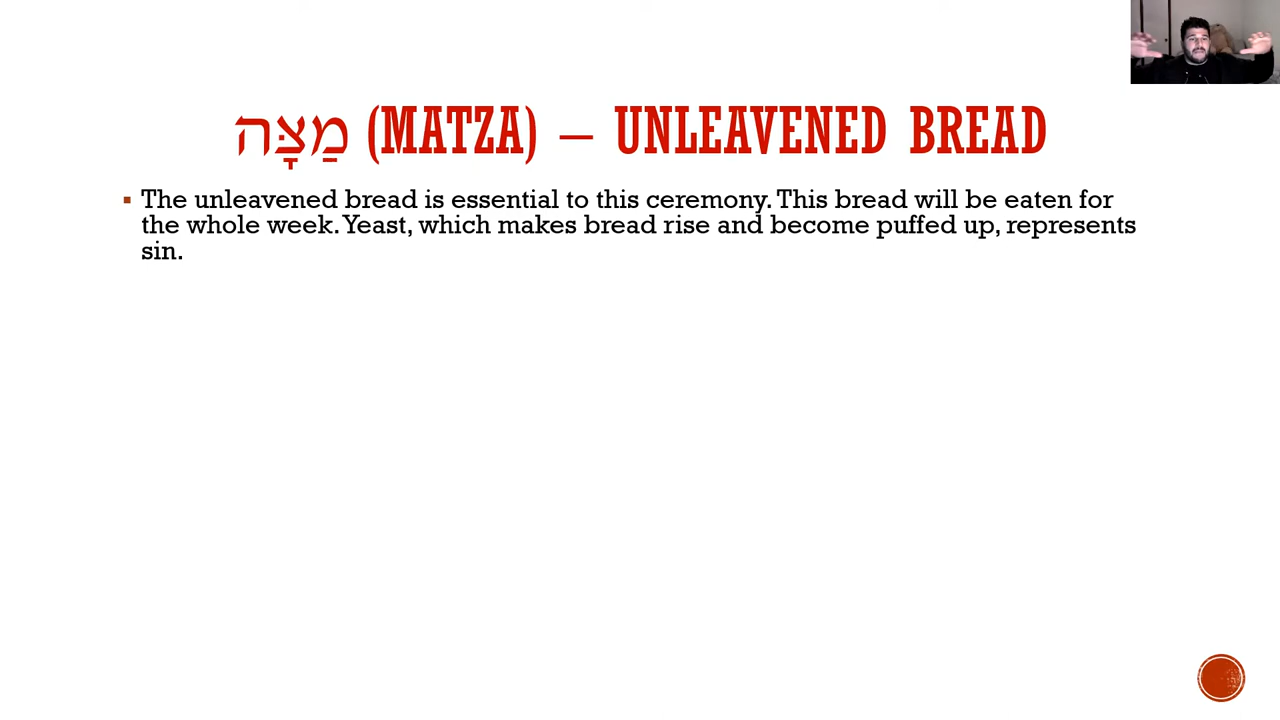 מַצָּה (MATZA) – UNLEAVENED BREAD
▪ The unleavened bread is essential to this ceremony. This bread will be eaten for
the whole week. Yeast, which makes bread rise and become puffed up, represents
sin.